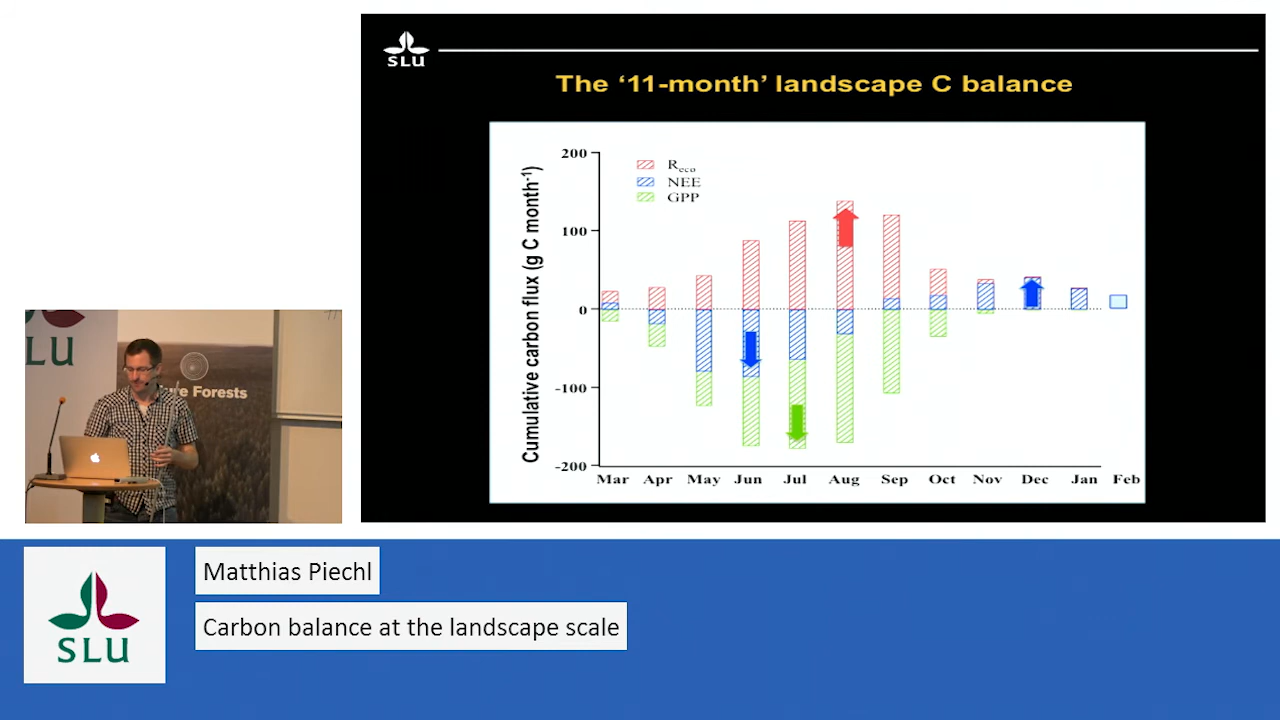 SLU
The ‘11-month’ landscape C balance
Cumulative carbon flux (g C month-1)
200
100
0
-100
-200
Reco
NEE
GPP
Mar Apr May Jun Jul Aug Sep Oct Nov Dec Jan Feb
LU
re Forests
SLU
Matthias Piechl
Carbon balance at the landscape scale